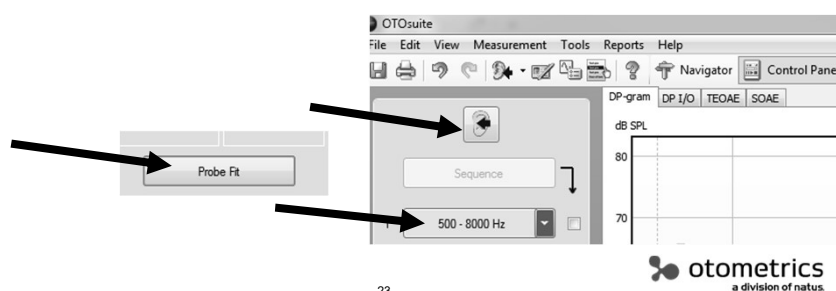 OTOsuite
File Edit View Measurement Tools Reports Help
Navigator Control Pane
DP-gram DP I/O TEOAE SOAE
dB SPL
80
Sequence
Probe Fit
500 - 8000 Hz
70
otometrics
a division of natus.
23